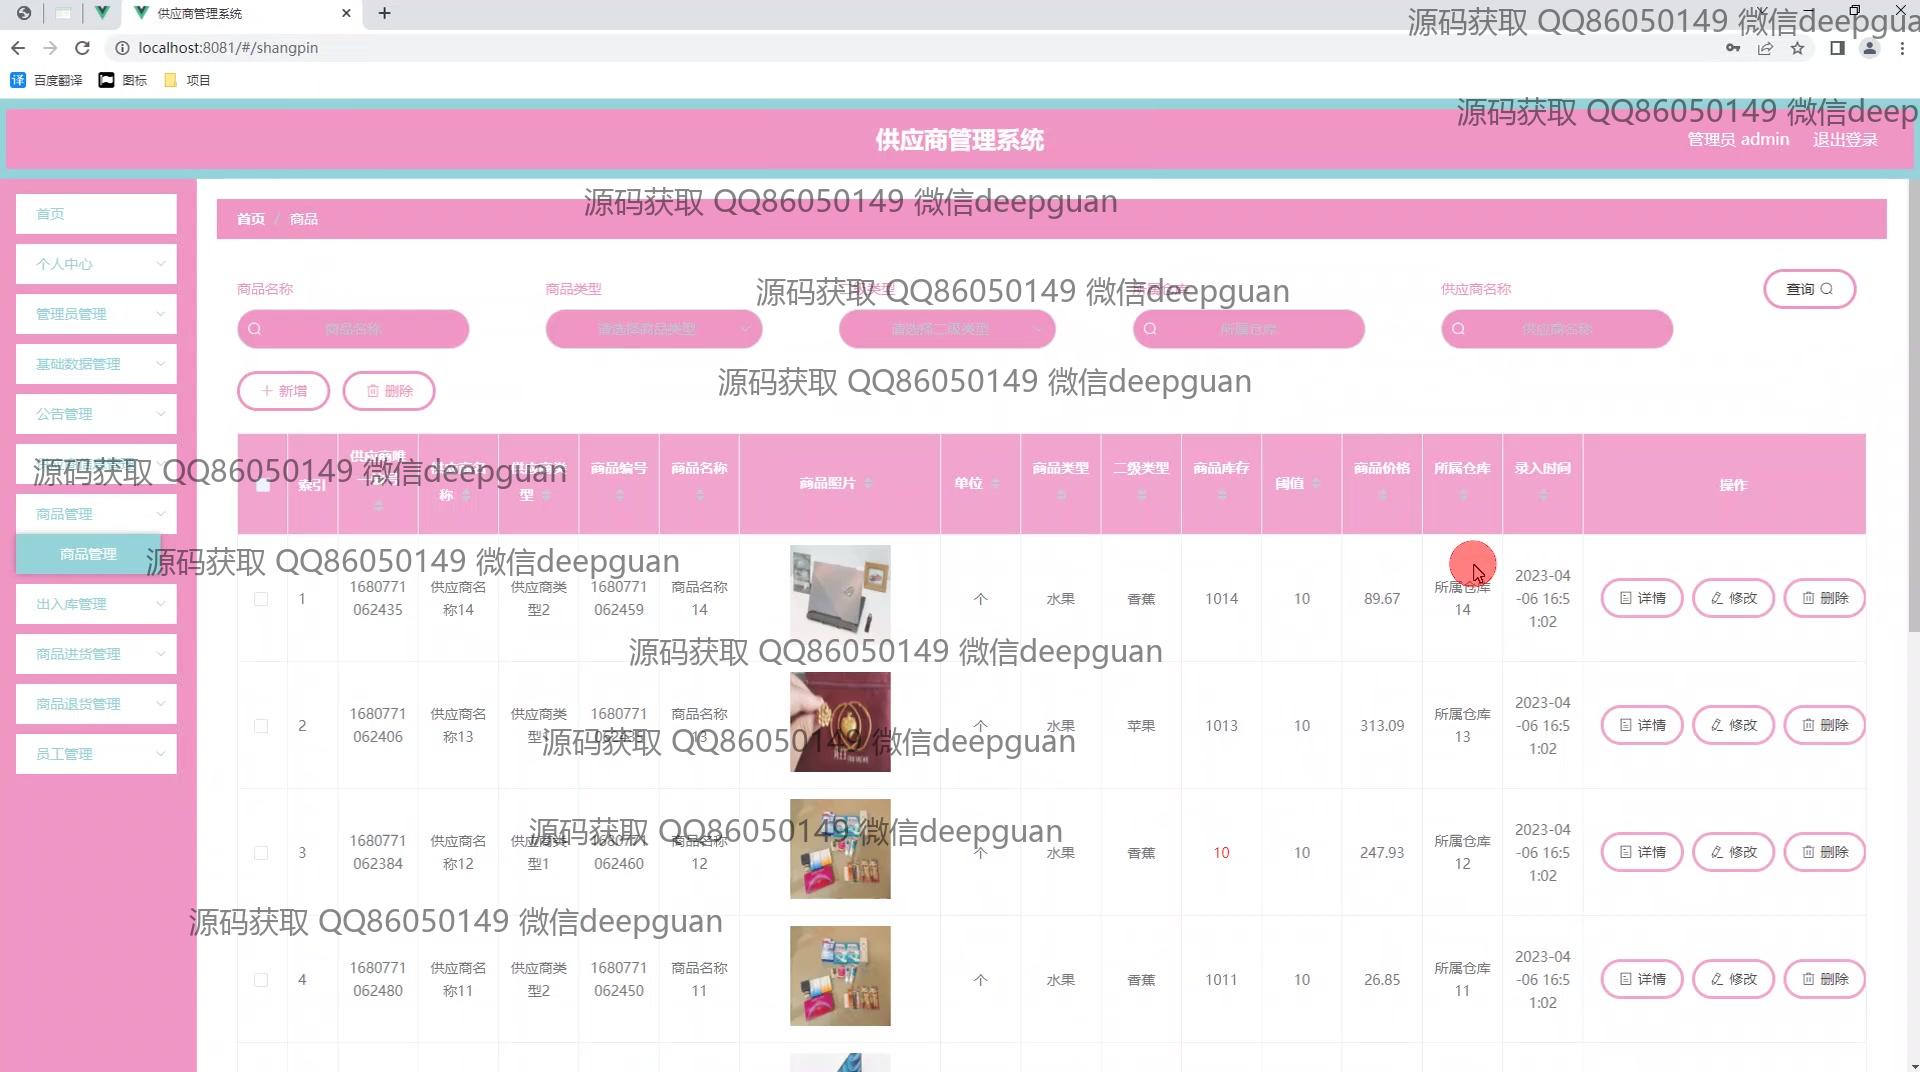 供应商管理系统
localhost:8081/#/shangpin
百度翻译 图标 项目
源码获取 QQ86050149 微信deepgua
源码获取 QQ86050149 微信deep
供应商管理系统
管理员 admin 退出登录
源码获取 QQ86050149 微信deepguan
首页 / 商品
首页
个人中心
管理员管理
基础数据管理
公告管理
商品管理
商品管理
出入库管理
商品进货管理
商品退货管理
员工管理
源码获取 QQ86050149 微信deepguan
商品名称 商品类型 供应商名称
查询
商品名称 请选择商品类型 请选择二级类型 所属仓库 供应商名称
源码获取 QQ86050149 微信deepguan
新增 删除
源码获取 QQ86050149 微信deepguan
索引 商品编号 商品名称 商品照片 单位 商品类型 二级类型 商品库存 阈值 商品价格 所属仓库 录入时间 操作
源码获取 QQ86050149 微信deepguan
1 1680771062435 供应商名称14 供应商类型2 1680771062459 商品名称14 个 水果 香蕉 1014 10 89.67 所属仓库14 2023-04-06 16:51:02 详情 修改 删除
源码获取 QQ86050149 微信deepguan
2 1680771062406 供应商名称13 供应商类 1680771 商品名称13 个 水果 苹果 1013 10 313.09 所属仓库13 2023-04-06 16:51:02 详情 修改 删除
源码获取 QQ86050149 微信deepguan
3 1680771062384 供应商名称12 供应商类型1 1680771062460 商品名称12 个 水果 香蕉 10 10 247.93 所属仓库12 2023-04-06 16:51:02 详情 修改 删除
源码获取 QQ86050149 微信deepguan
源码获取 QQ86050149 微信deepguan
4 1680771062480 供应商名称11 供应商类型2 1680771062450 商品名称11 个 水果 香蕉 1011 10 26.85 所属仓库11 2023-04-06 16:51:02 详情 修改 删除